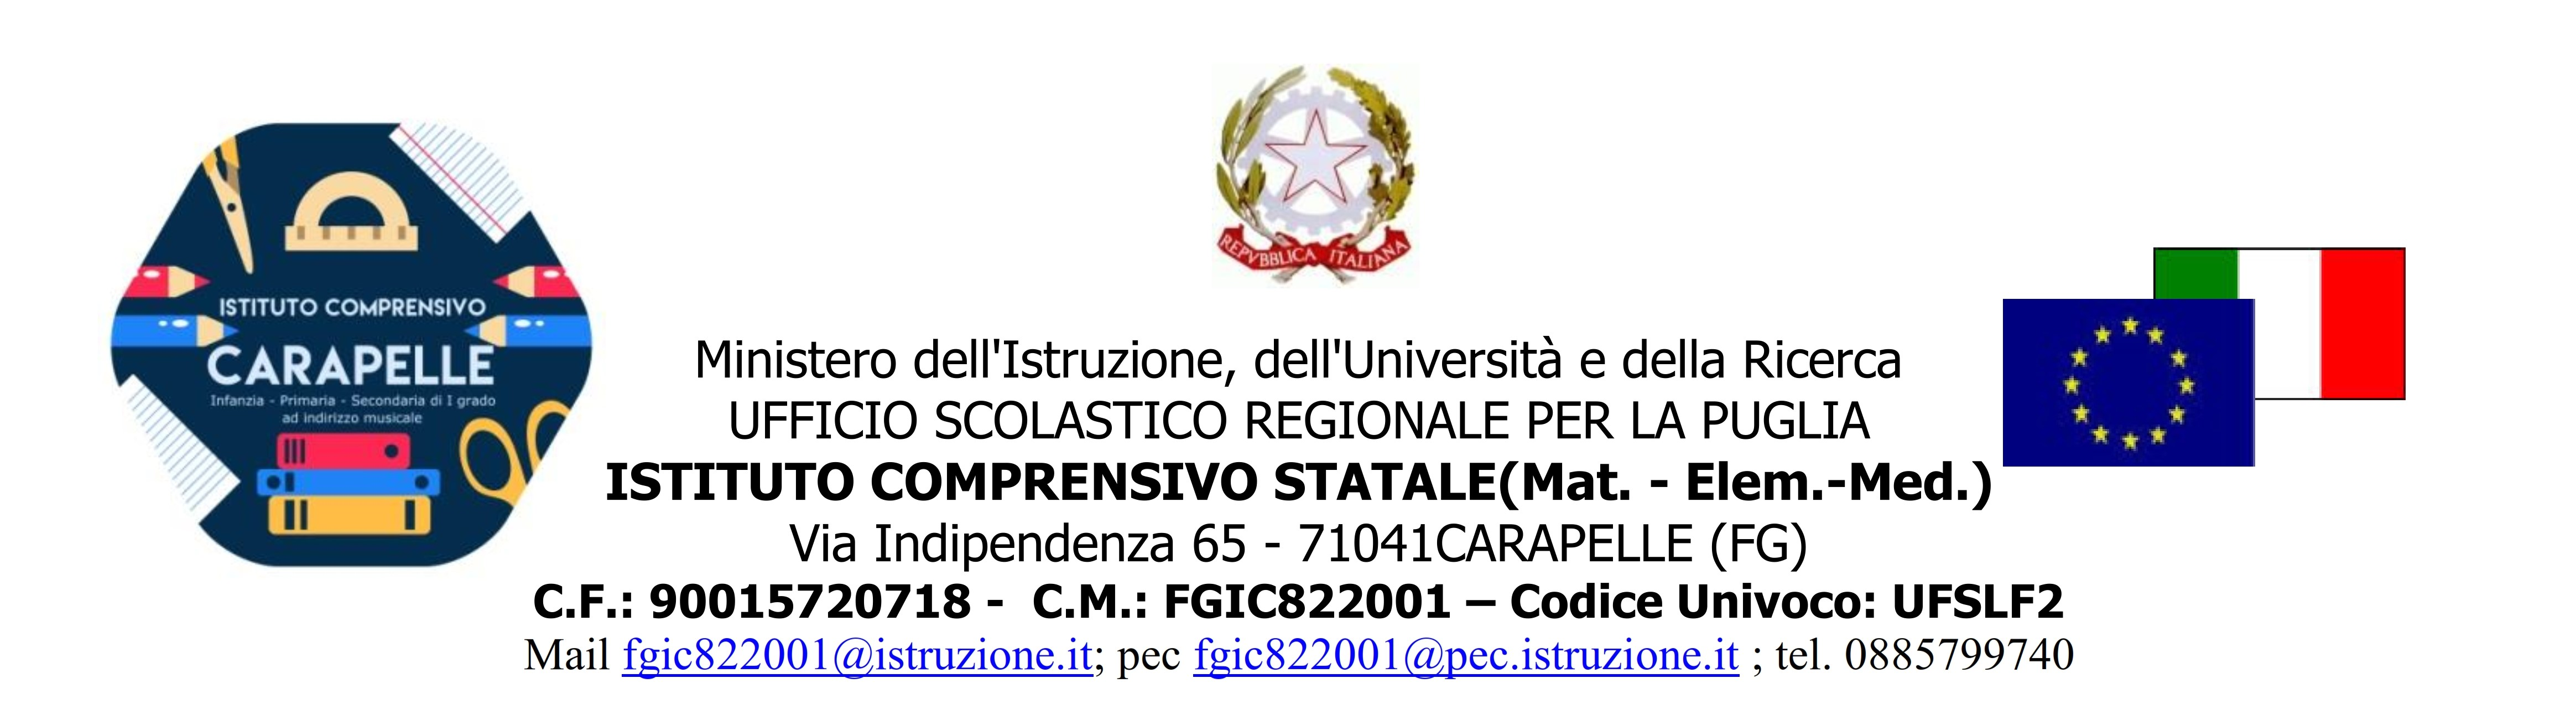 REPVBBLICA ITALIANA
ISTITUTO COMPRENSIVO
CARAPELLE
Infanzia - Primaria - Secondaria di I grado
ad indirizzo musicale
Ministero dell'Istruzione, dell'Università e della Ricerca
UFFICIO SCOLASTICO REGIONALE PER LA PUGLIA
ISTITUTO COMPRENSIVO STATALE(Mat. - Elem.-Med.)
Via Indipendenza 65 - 71041CARAPELLE (FG)
C.F.: 90015720718 -  C.M.: FGIC822001 – Codice Univoco: UFSLF2
Mail fgic822001@istruzione.it; pec fgic822001@pec.istruzione.it ; tel. 0885799740